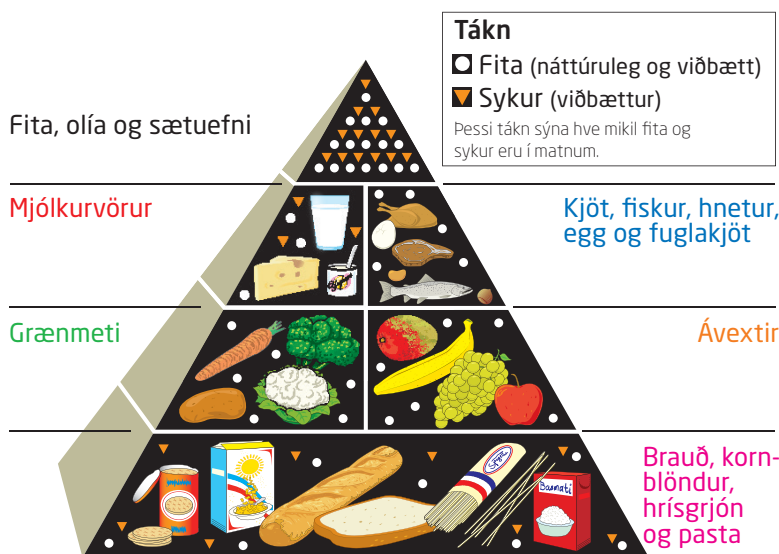 Tákn
Fita (náttúruleg og viðbætt)
Sykur (viðbættur)
Þessi tákn sýna hve mikil fita og
sykur eru í matnum.
Fita, olía og sætuefni
Mjólkurvörur
Kjöt, fiskur, hnetur,
egg og fuglakjöt
Grænmeti
Ávextir
Brauð, korn-
blöndur,
hrísgrjón
og pasta
Basmati